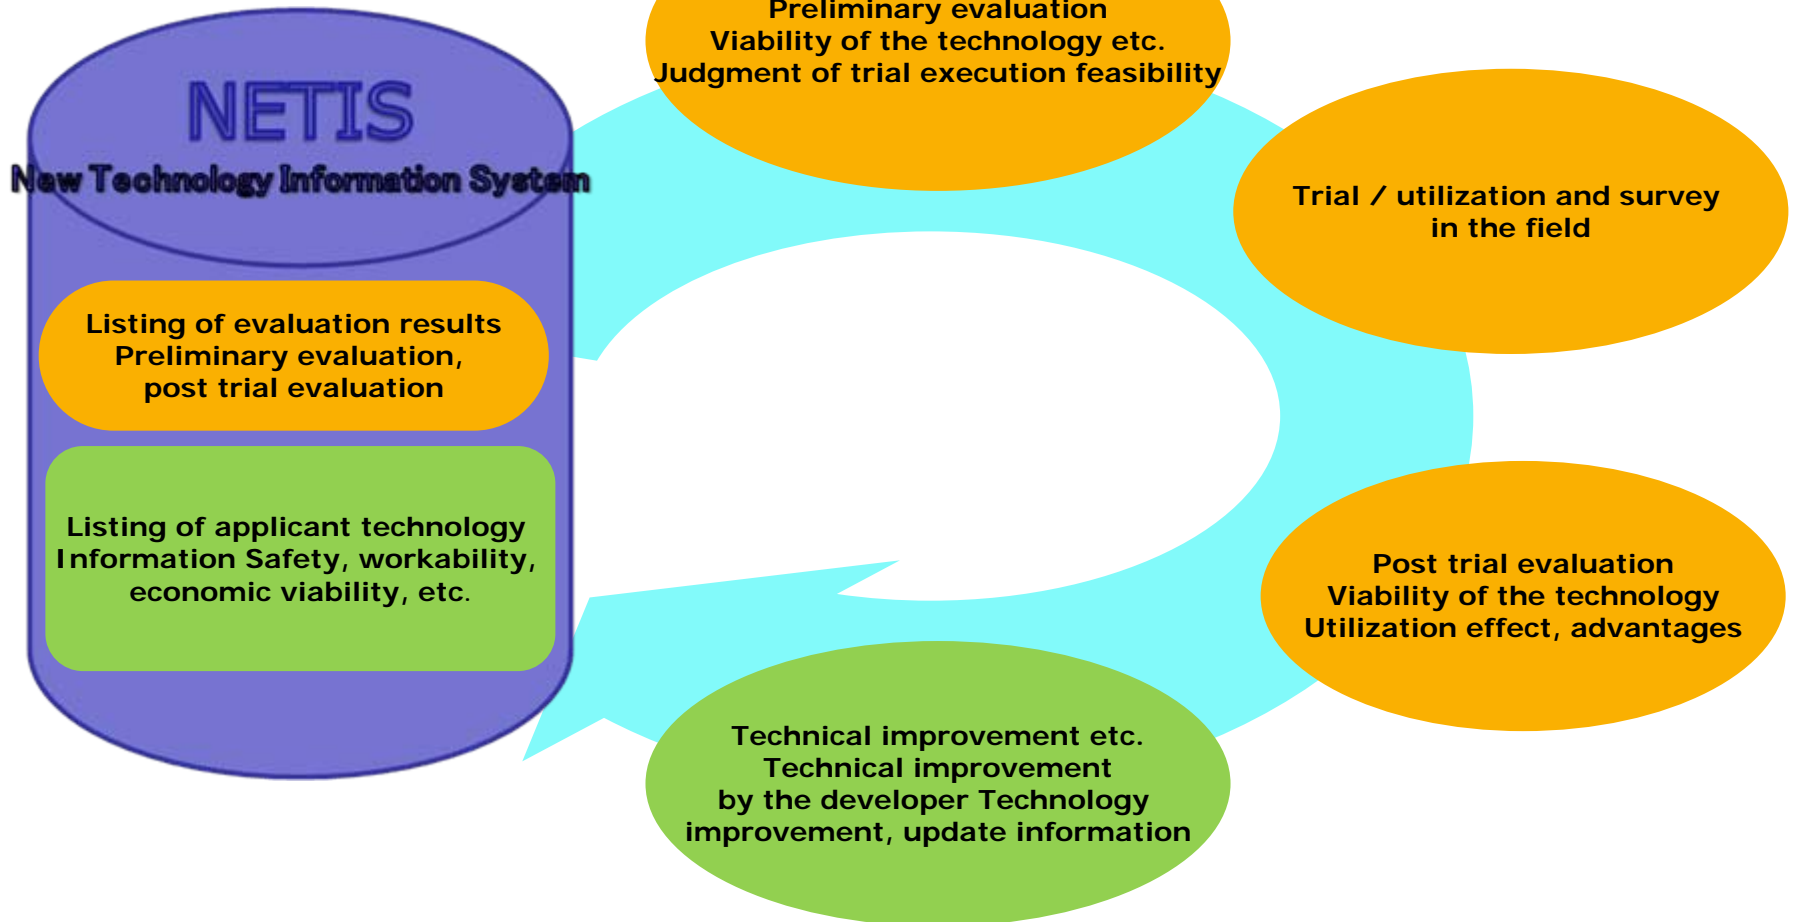 NETIS
New Technology Information System
Listing of evaluation results
Preliminary evaluation,
post trial evaluation
Listing of applicant technology
Information Safety, workability,
economic viability, etc.
Preliminary evaluation
Viability of the technology etc.
Judgment of trial execution feasibility
Trial / utilization and survey
in the field
Post trial evaluation
Viability of the technology
Utilization effect, advantages
Technical improvement etc.
Technical improvement
by the developer Technology
improvement, update information